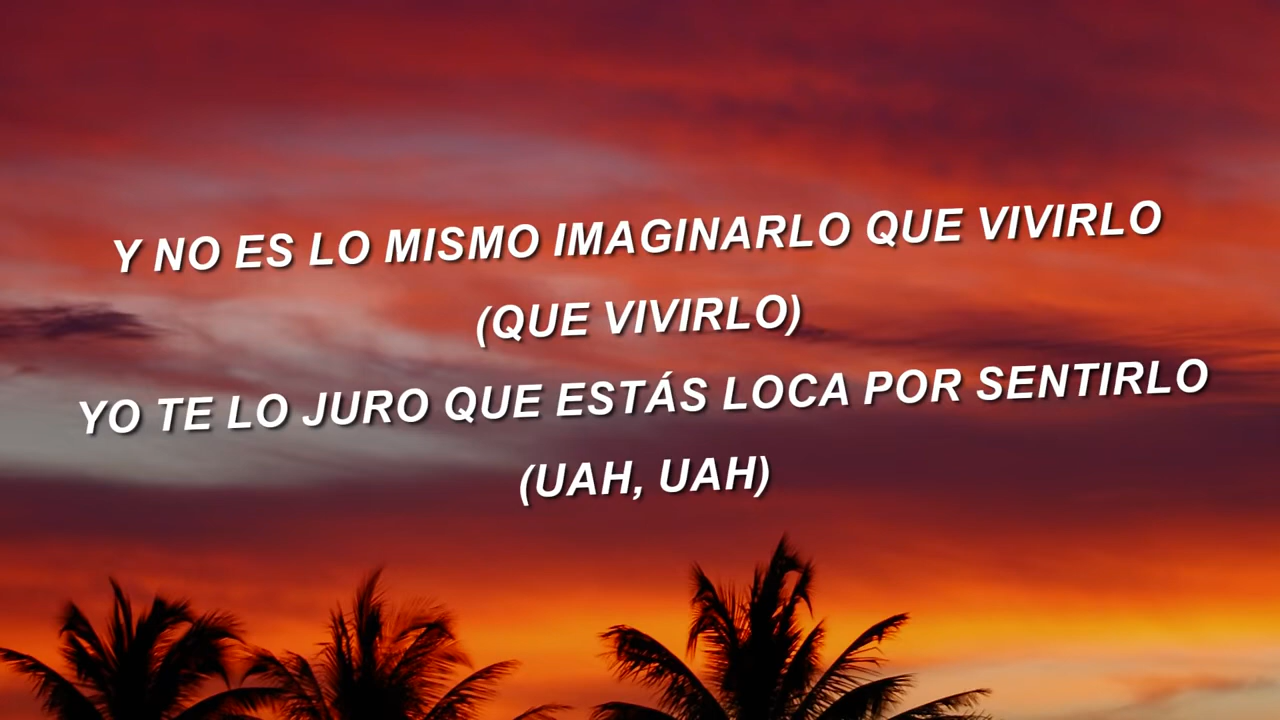 Y NO ES LO MISMO IMAGINARLO QUE VIVIRLO
(QUE VIVIRLO)
YO TE LO JURO QUE ESTÁS LOCA POR SENTIRLO
(UAH, UAH)